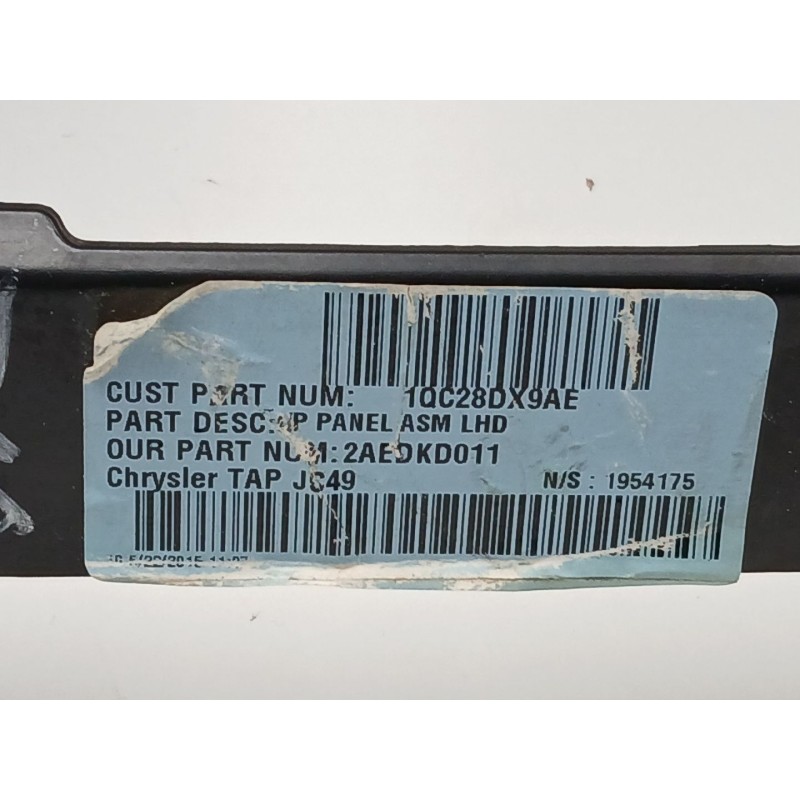 CUST PART NUM: 1QC28DX9AE
PART DESC: IP PANEL ASM LHD
OUR PART NUM: 2AEDKD011
Chrysler TAP JC49 N/S : 1954175